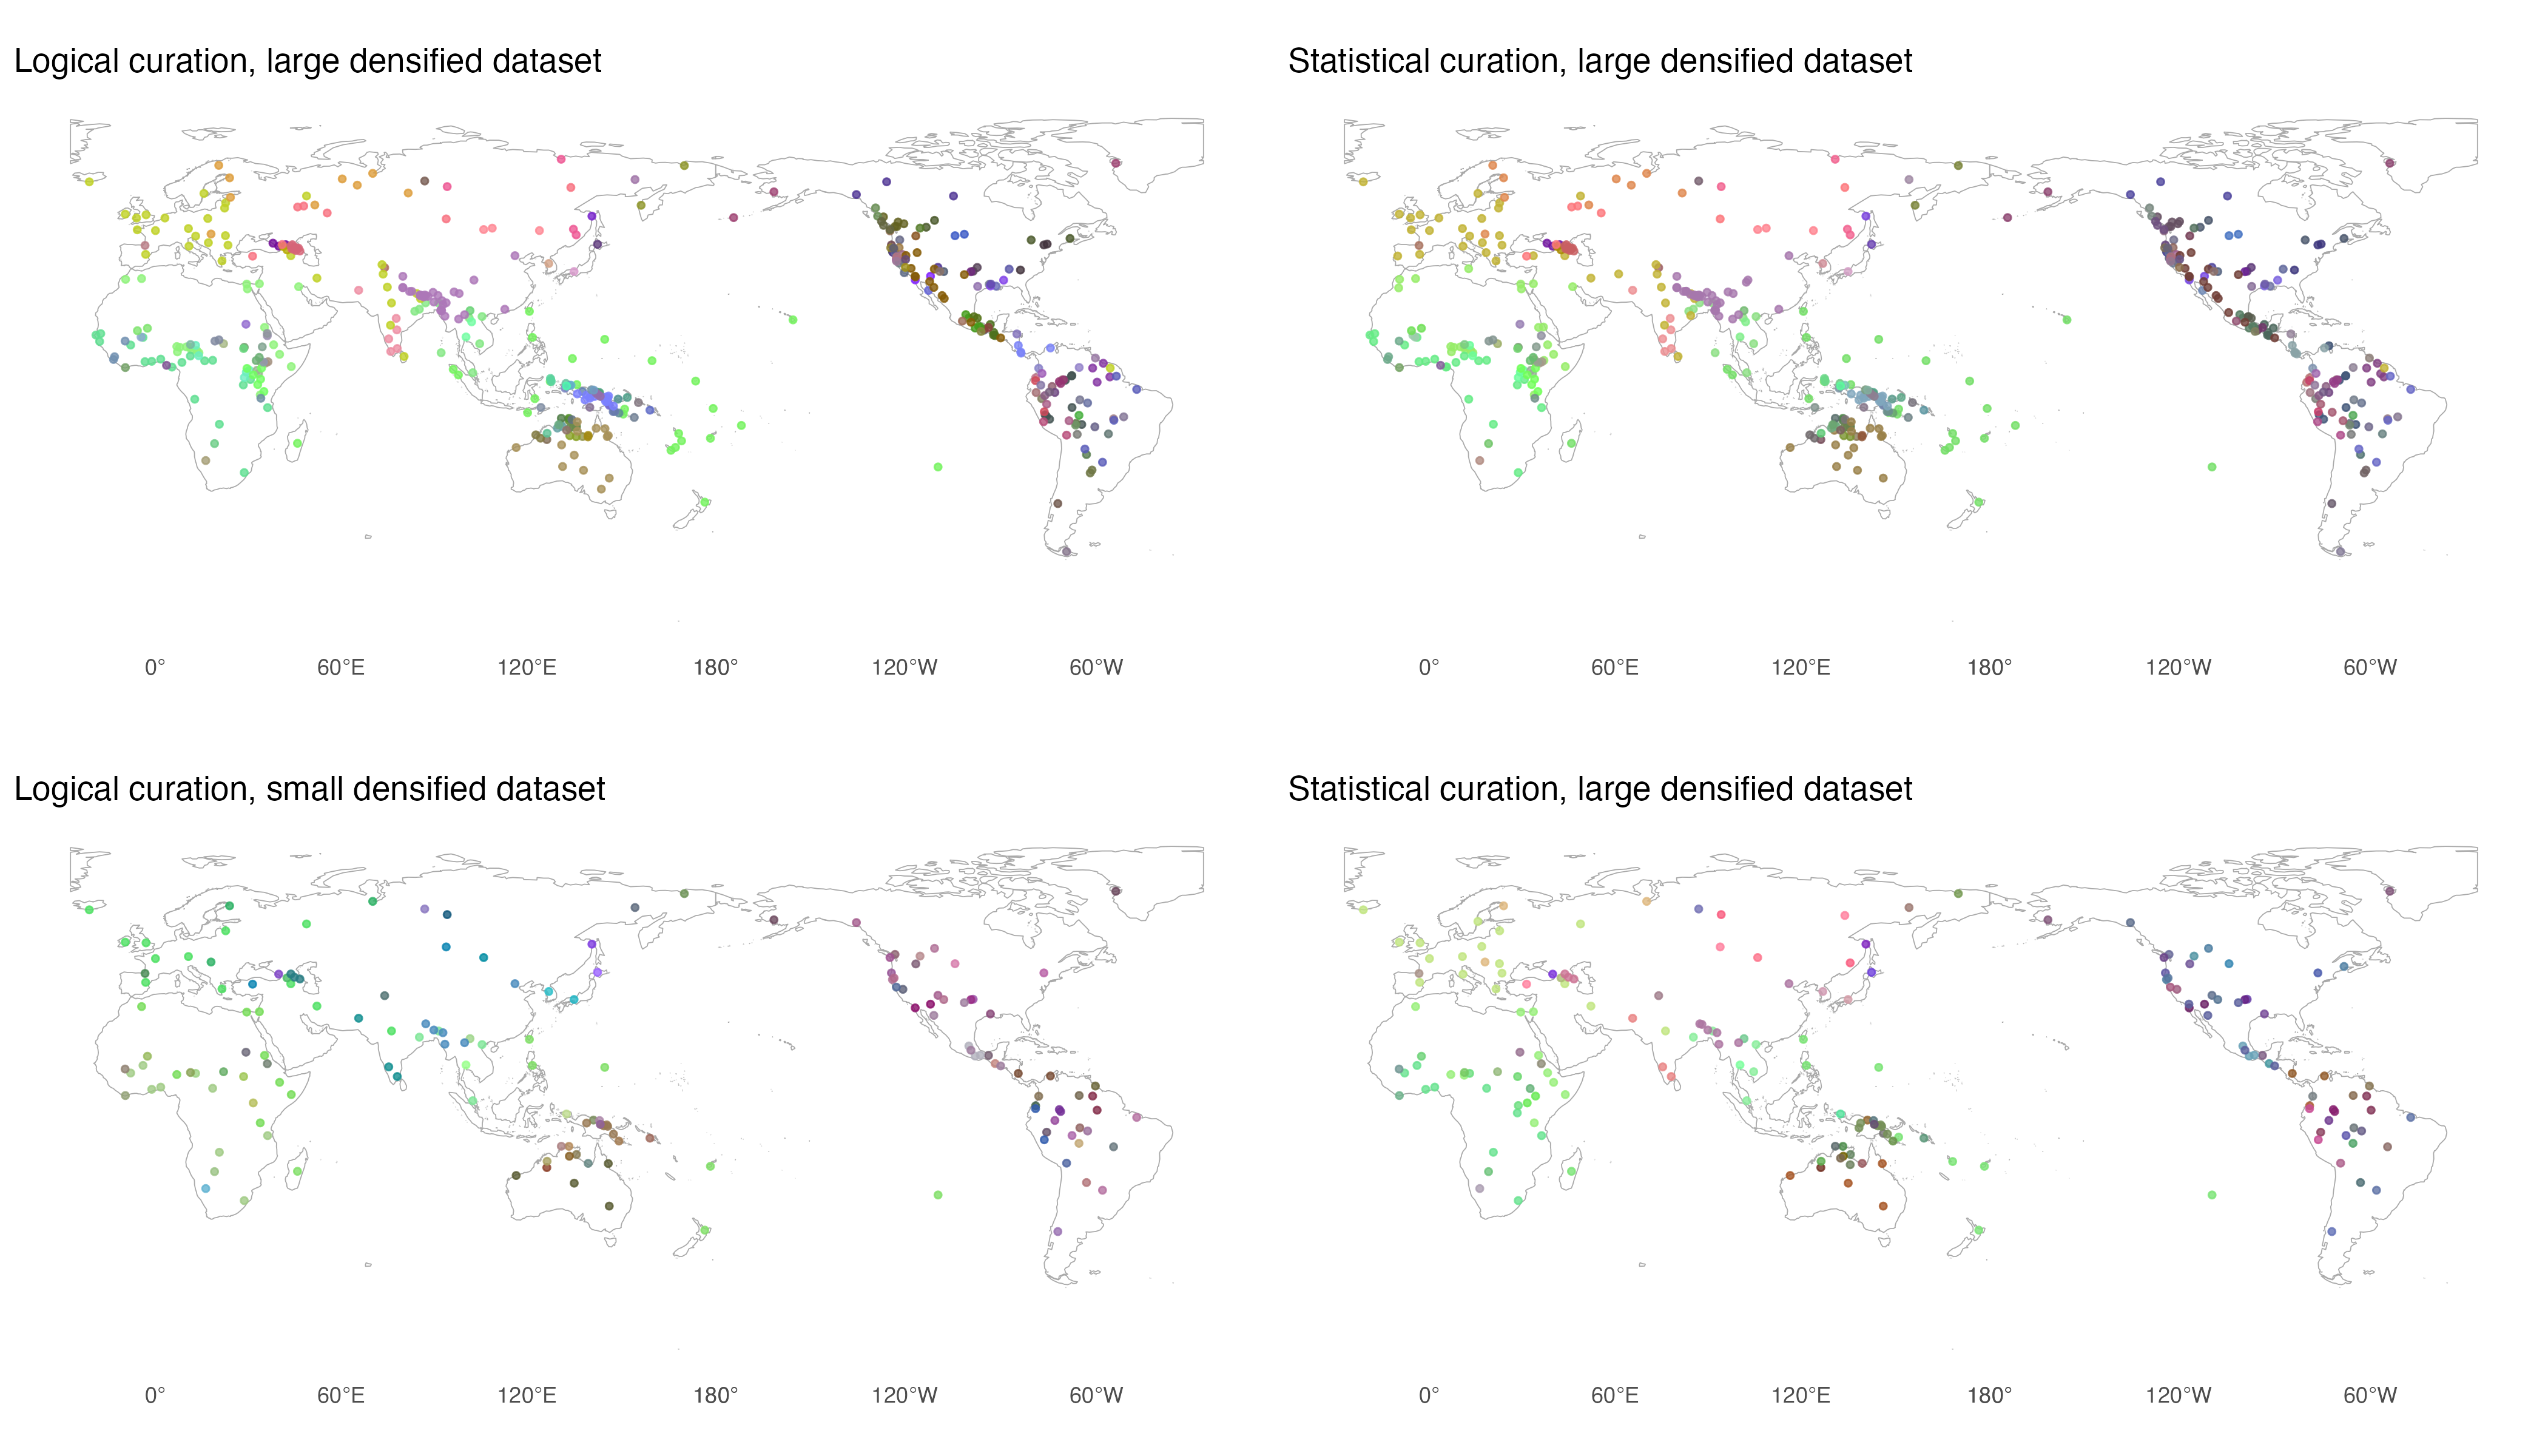 Logical curation, large densified dataset
Statistical curation, large densified dataset
0° 60°E 120°E 180° 120°W 60°W
0° 60°E 120°E 180° 120°W 60°W
Logical curation, small densified dataset
Statistical curation, large densified dataset
0° 60°E 120°E 180° 120°W 60°W
0° 60°E 120°E 180° 120°W 60°W